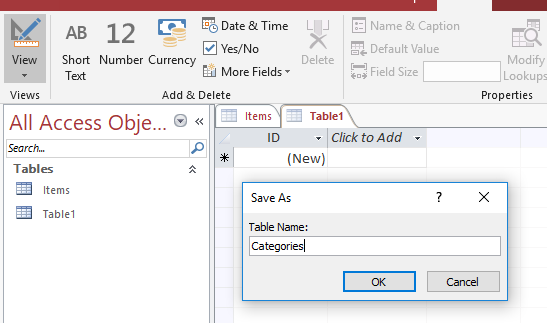 View
Views
AB
Short
Text
12
Number
Currency
Date & Time
Yes/No
More Fields
Delete
Add & Delete
Name & Caption
Default Value
Field Size
Modify
Lookups
Properties
All Access Obje...
Search...
Tables
Items
Table1
Items
Table1
ID
Click to Add
(New)
Save As
?
Table Name:
Categories
OK
Cancel